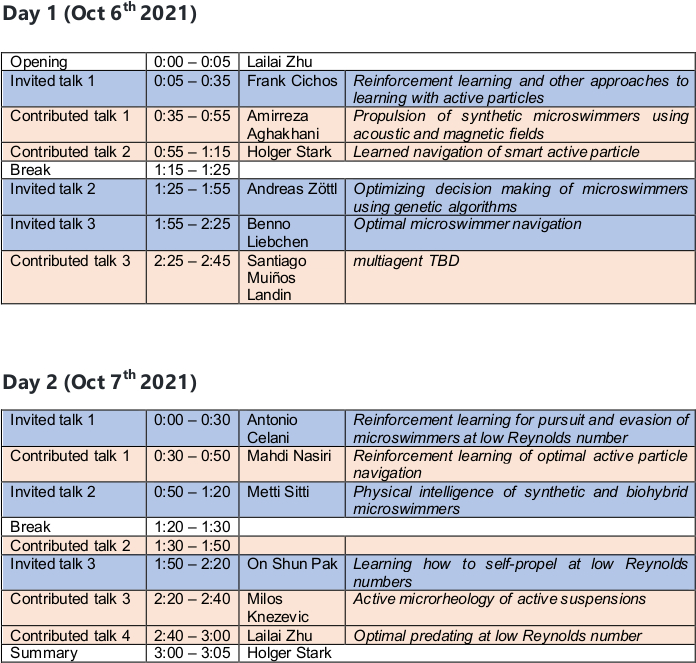 Day 1 (Oct 6th 2021)
Opening 0:00 – 0:05 Lailai Zhu
Invited talk 1 0:05 – 0:35 Frank Cichos Reinforcement learning and other approaches to
learning with active particles
Contributed talk 1 0:35 – 0:55 Amirreza Propulsion of synthetic microswimmers using
Aghakhani acoustic and magnetic fields
Contributed talk 2 0:55 – 1:15 Holger Stark Learned navigation of smart active particle
Break 1:15 – 1:25
Invited talk 2 1:25 – 1:55 Andreas Zöttl Optimizing decision making of microswimmers
using genetic algorithms
Invited talk 3 1:55 – 2:25 Benno Optimal microswimmer navigation
Liebchen
Contributed talk 3 2:25 – 2:45 Santiago multiagent TBD
Muiños
Landin
Day 2 (Oct 7th 2021)
Invited talk 1 0:00 – 0:30 Antonio Reinforcement learning for pursuit and evasion of
Celani microswimmers at low Reynolds number
Contributed talk 1 0:30 – 0:50 Mahdi Nasiri Reinforcement learning of optimal active particle
navigation
Invited talk 2 0:50 – 1:20 Metti Sitti Physical intelligence of synthetic and biohybrid
microswimmers
Break 1:20 – 1:30
Contributed talk 2 1:30 – 1:50
Invited talk 3 1:50 – 2:20 On Shun Pak Learning how to self-propel at low Reynolds
numbers
Contributed talk 3 2:20 – 2:40 Milos Active microrheology of active suspensions
Knezevic
Contributed talk 4 2:40 – 3:00 Lailai Zhu Optimal predating at low Reynolds number
Summary 3:00 – 3:05 Holger Stark